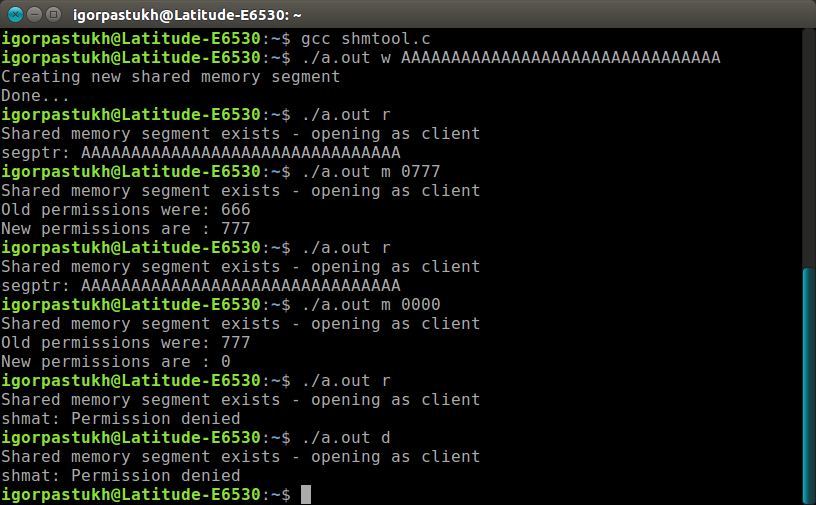 igorpastukh@Latitude-E6530: ~
igorpastukh@Latitude-E6530:~$ gcc shmtool.c
igorpastukh@Latitude-E6530:~$ ./a.out w AAAAAAAAAAAAAAAAAAAAAAAAAAAAAAAA
Creating new shared memory segment
Done...
igorpastukh@Latitude-E6530:~$ ./a.out r
Shared memory segment exists - opening as client
segptr: AAAAAAAAAAAAAAAAAAAAAAAAAAAAAAAA
igorpastukh@Latitude-E6530:~$ ./a.out m 0777
Shared memory segment exists - opening as client
Old permissions were: 666
New permissions are : 777
igorpastukh@Latitude-E6530:~$ ./a.out r
Shared memory segment exists - opening as client
segptr: AAAAAAAAAAAAAAAAAAAAAAAAAAAAAAAA
igorpastukh@Latitude-E6530:~$ ./a.out m 0000
Shared memory segment exists - opening as client
Old permissions were: 777
New permissions are : 0
igorpastukh@Latitude-E6530:~$ ./a.out r
Shared memory segment exists - opening as client
shmat: Permission denied
igorpastukh@Latitude-E6530:~$ ./a.out d
Shared memory segment exists - opening as client
shmat: Permission denied
igorpastukh@Latitude-E6530:~$